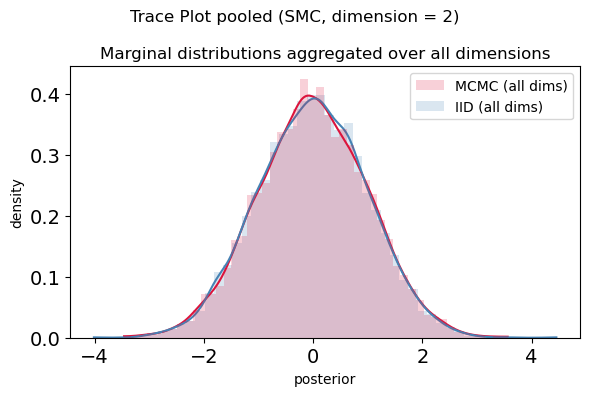 Trace Plot pooled (SMC, dimension = 2)
Marginal distributions aggregated over all dimensions
MCMC (all dims)
IID (all dims)
0.4
0.3
0.2
0.1
0.0
density
−4 −2 0 2 4
posterior